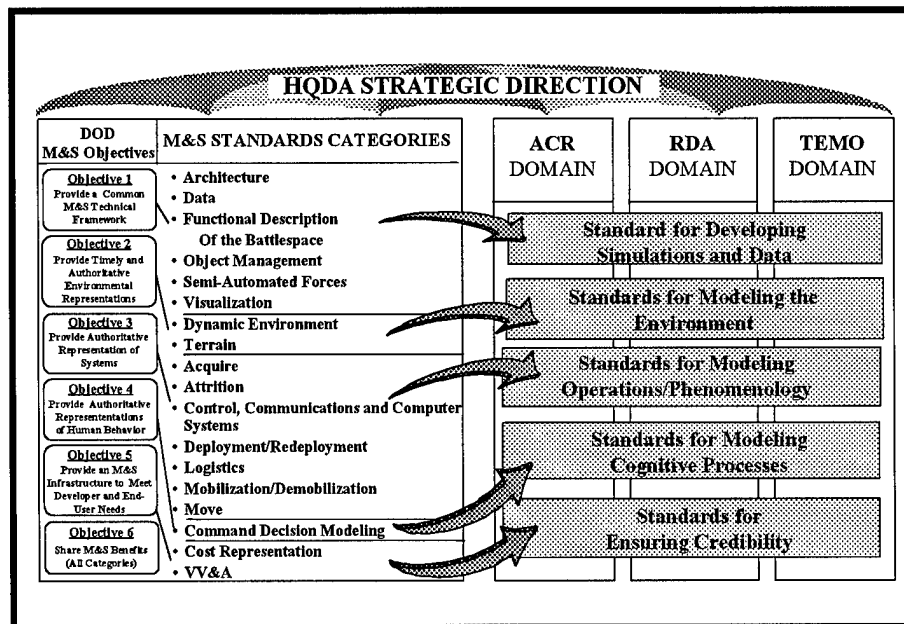 HQDA STRATEGIC DIRECTION
DOD
M&S Objectives
Objective 1
Provide a Common
M&S Technical
Framework
Objective 2
Provide Timely and
Authoritative
Environmental
Representations
Objective 3
Provide Authoritative
Representation of
Systems
Objective 4
Provide Authoritative
Represententations
of Human Behavior
Objective 5
Provide an M&S
Infrastructure to Meet
Developer and End-
User Needs
Objective 6
Share M&S Benefits
(All Categories)
M&S STANDARDS CATEGORIES
• Architecture
• Data
• Functional Description
Of the Battlespace
• Object Management
• Semi-Automated Forces
• Visualization
• Dynamic Environment
• Terrain
• Acquire
• Attrition
• Control, Communications and Computer
Systems
• Deployment/Redeployment
• Logistics
• Mobilization/Demobilization
• Move
• Command Decision Modeling
• Cost Representation
• VV&A
ACR
DOMAIN
RDA
DOMAIN
TEMO
DOMAIN
Standard for Developing
Simulations and Data
Standards for Modeling the
Environment
Standards for Modeling
Operations/Phenomenology
Standards for Modeling
Cognitive Processes
Standards for
Ensuring Credibility